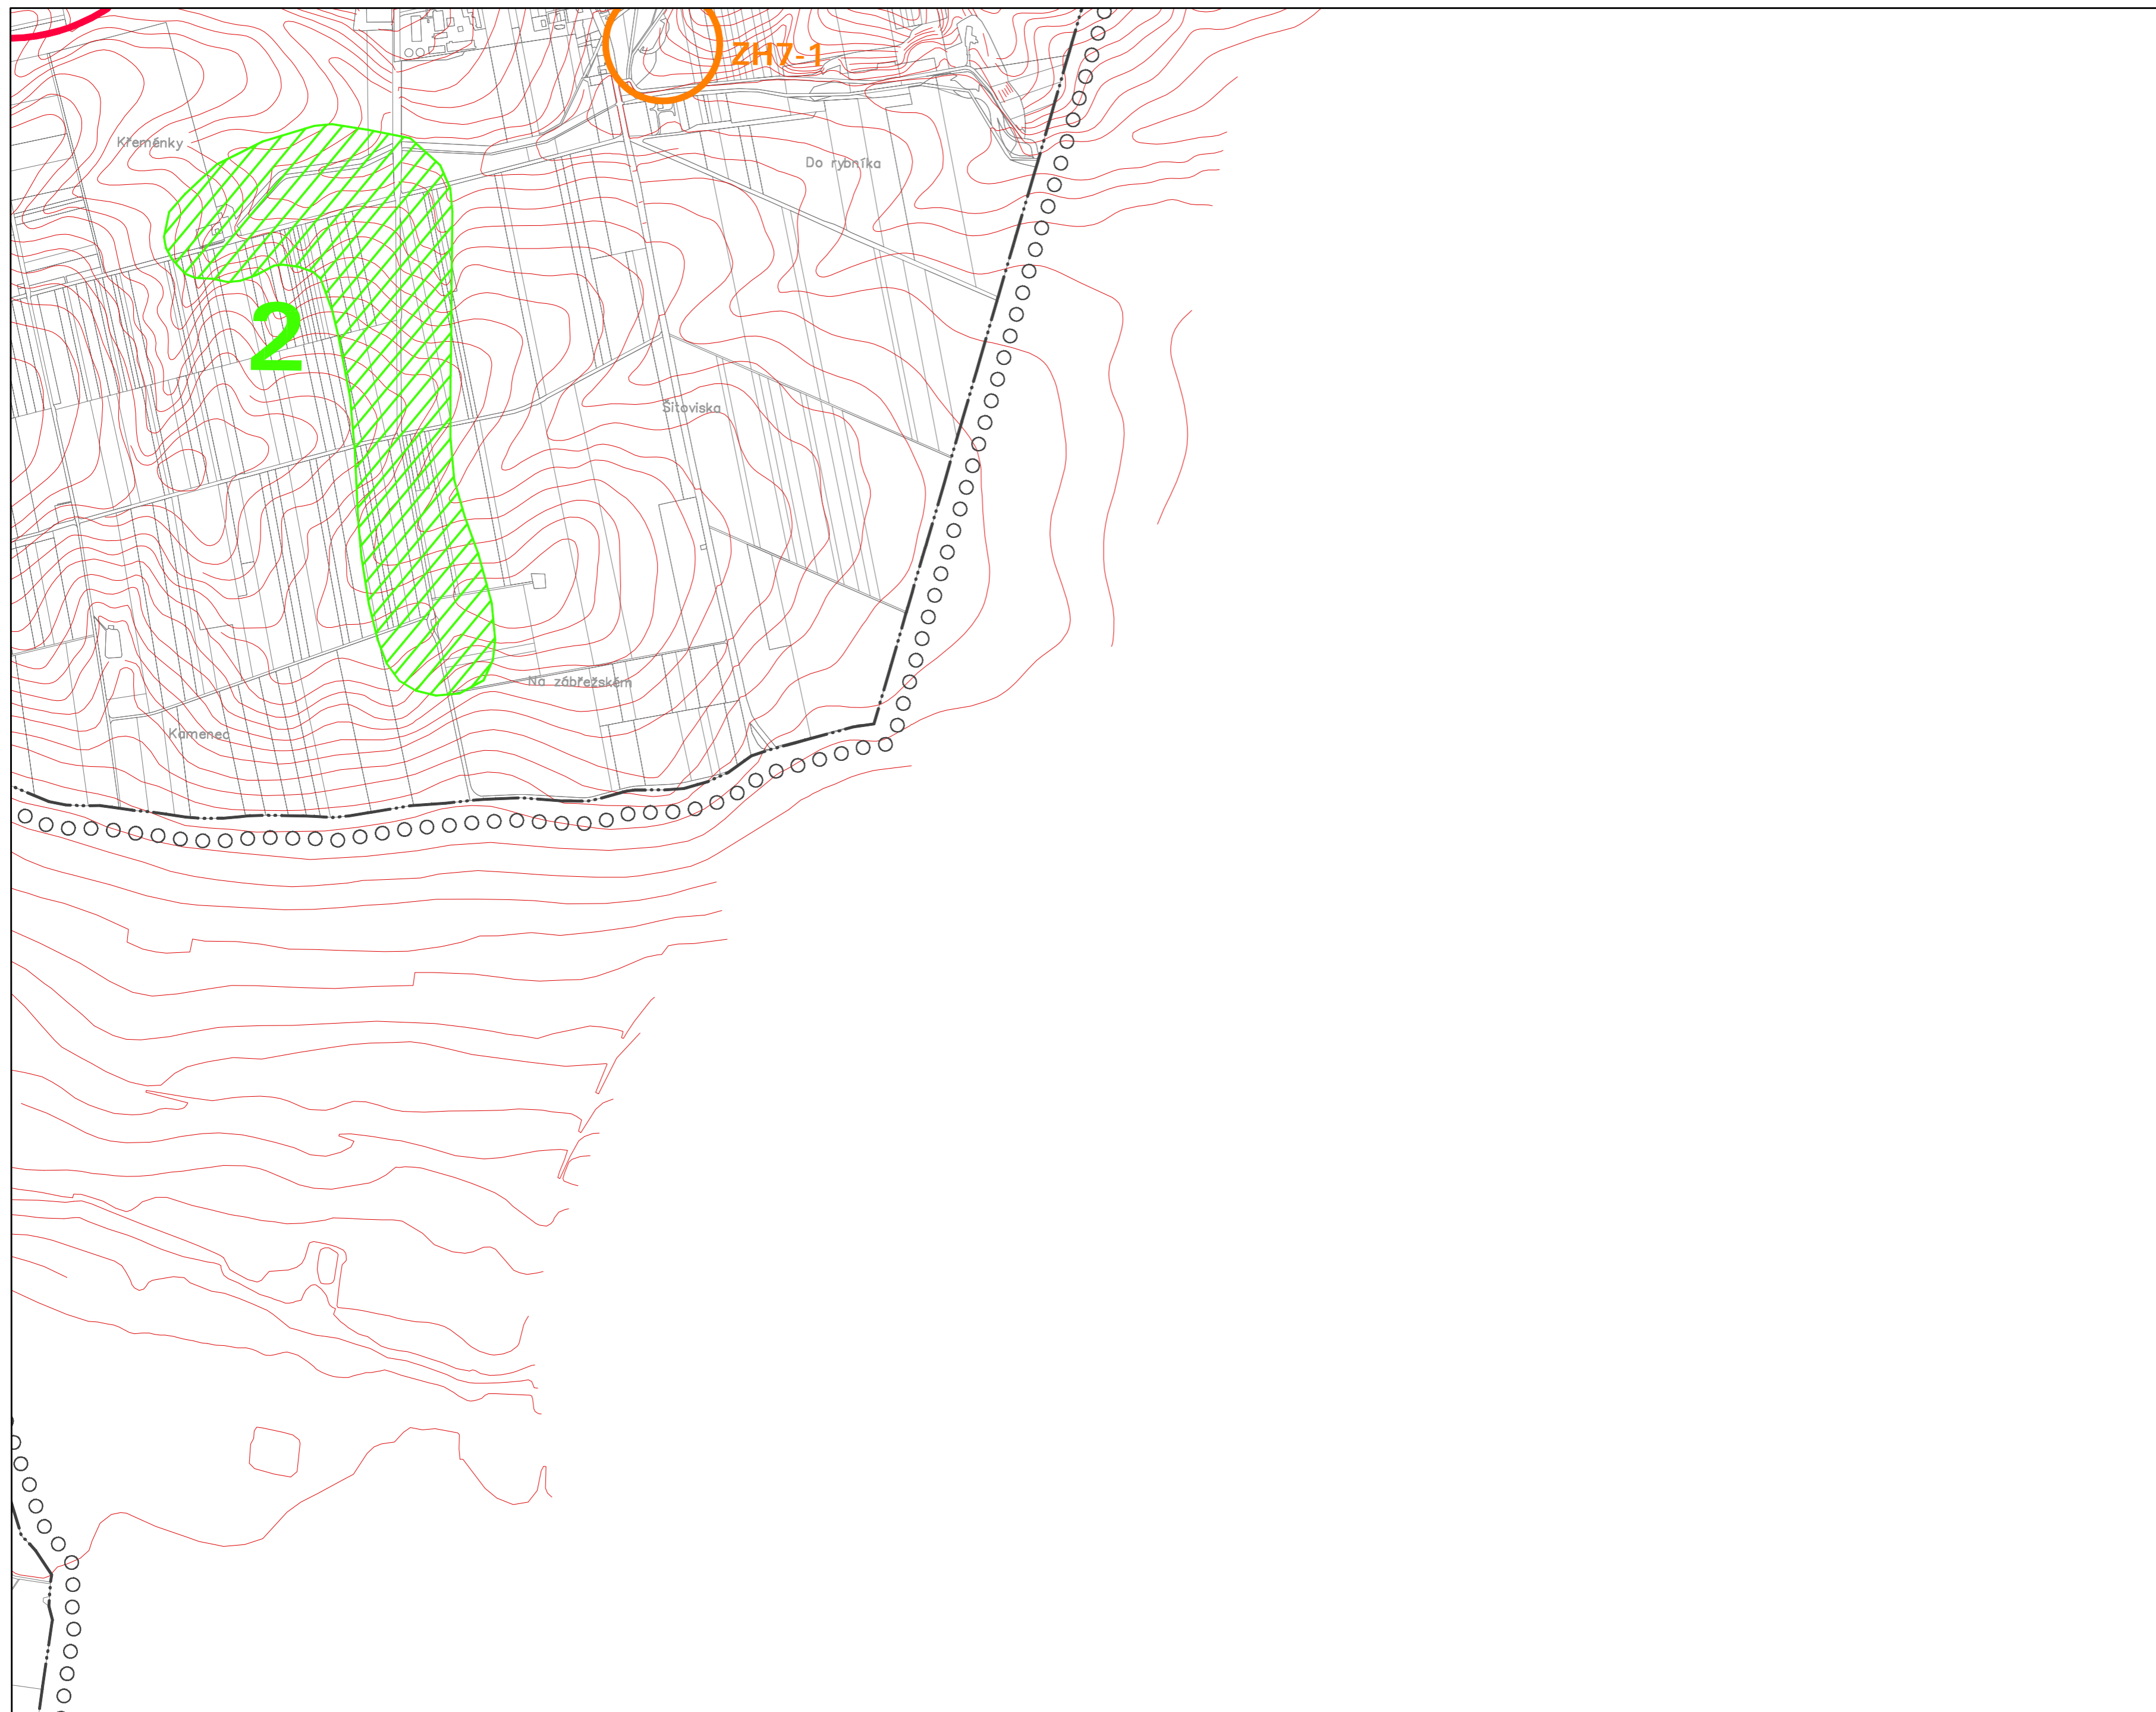 ZH7-1
Křeménky
Do rybníka
2
Šitoviska
Na zábřežském
Kamenec